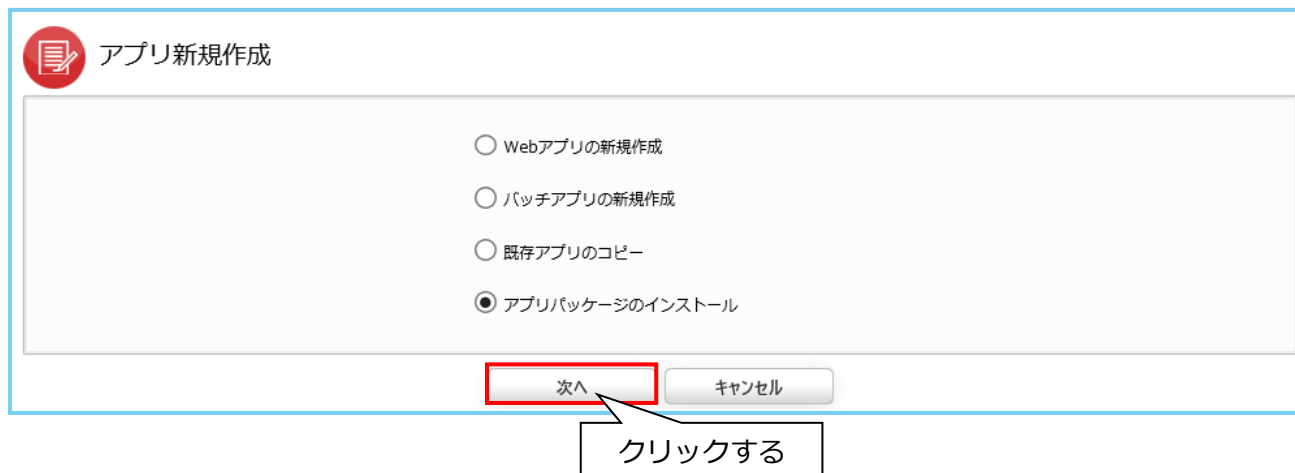 アプリ新規作成
Webアプリの新規作成
バッチアプリの新規作成
既存アプリのコピー
アプリパッケージのインストール
次へ
キャンセル
クリックする